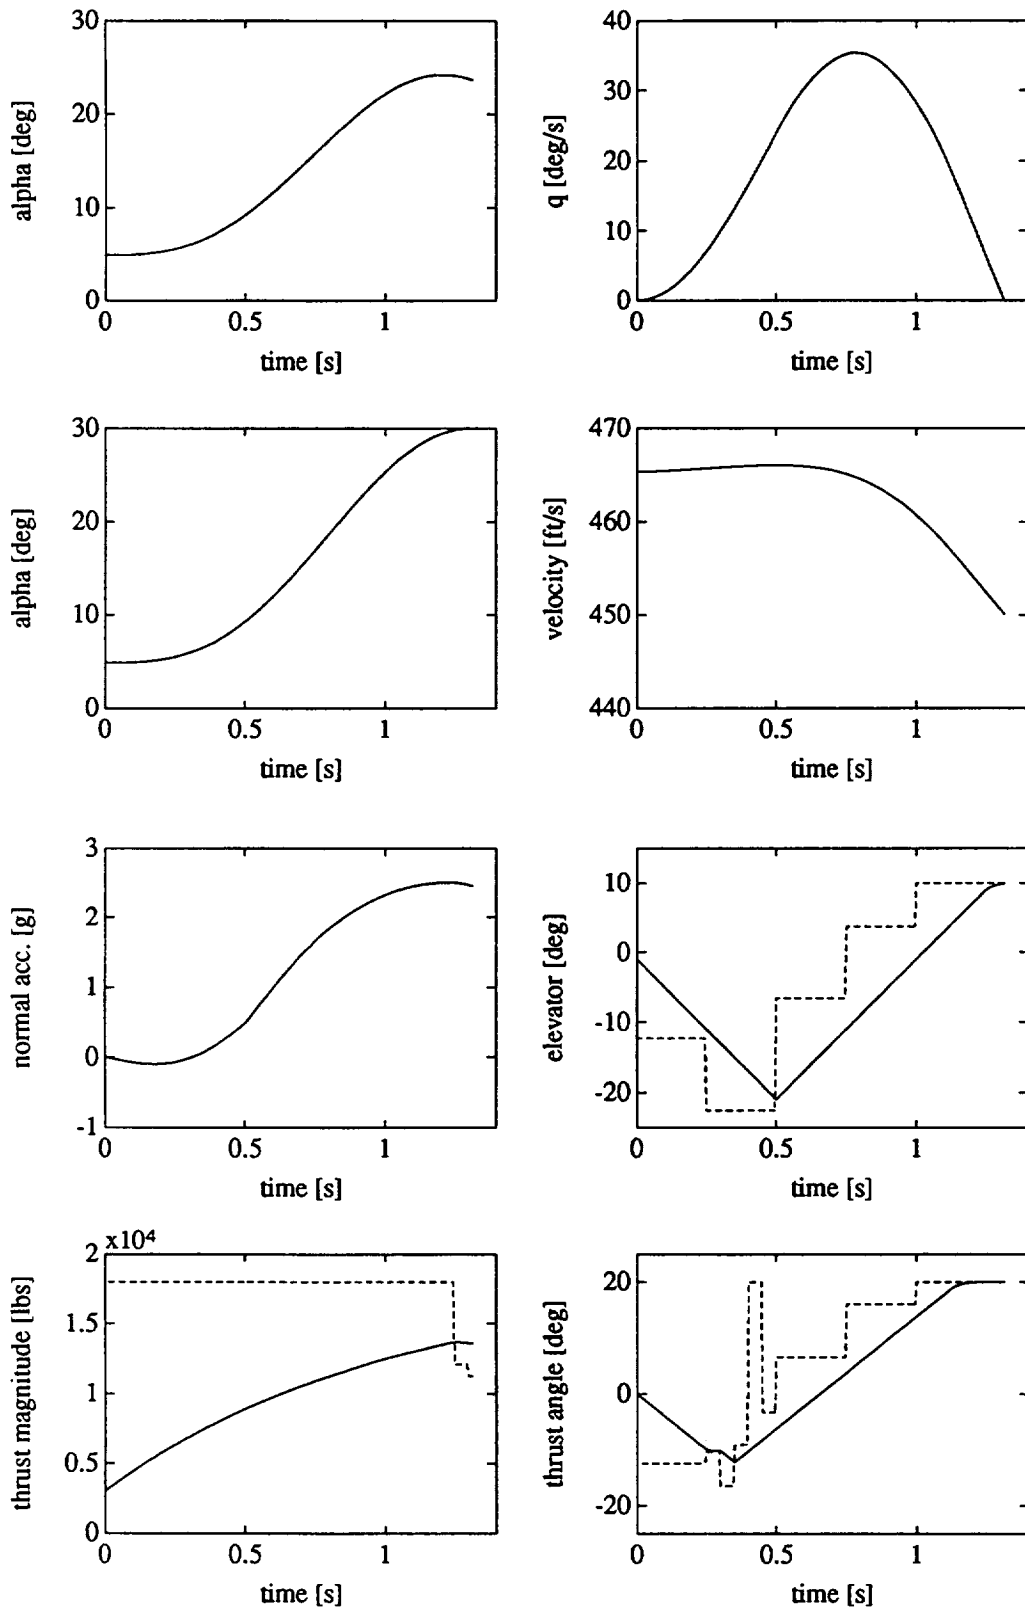 30
20
10
0
alpha [deg]
0 0.5 1
time [s]
40
30
20
10
0
q [deg/s]
0 0.5 1
time [s]
30
20
10
0
alpha [deg]
0 0.5 1
time [s]
470
460
450
440
velocity [ft/s]
0 0.5 1
time [s]
3
2
1
0
-1
normal acc. [g]
0 0.5 1
time [s]
10
0
-10
-20
elevator [deg]
0 0.5 1
time [s]
x10⁴
2
1.5
1
0.5
0
thrust magnitude [lbs]
0 0.5 1
time [s]
20
0
-20
thrust angle [deg]
0 0.5 1
time [s]